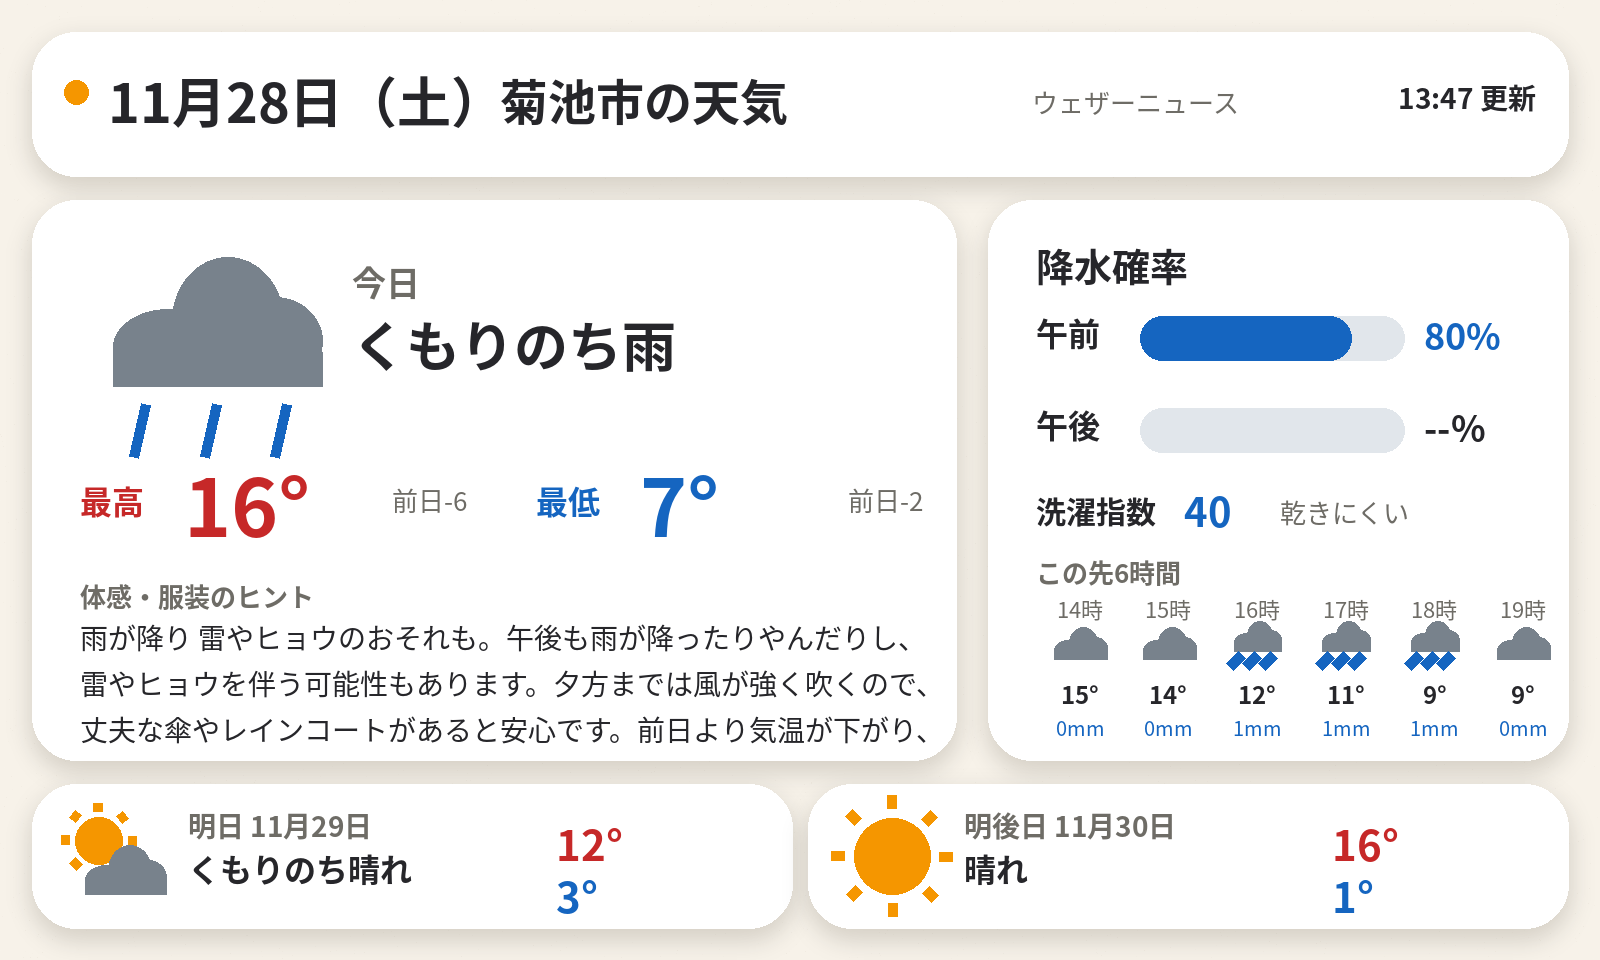 11月28日（土）菊池市の天気
ウェザーニュース
13:47 更新
今日
くもりのち雨
最高 16° 前日-6 最低 7° 前日-2
体感・服装のヒント
雨が降り 雷やヒョウのおそれも。午後も雨が降ったりやんだりし、
雷やヒョウを伴う可能性もあります。夕方までは風が強く吹くので、
丈夫な傘やレインコートがあると安心です。前日より気温が下がり、
降水確率
午前 80%
午後 --%
洗濯指数 40 乾きにくい
この先6時間
14時 15時 16時 17時 18時 19時
15° 14° 12° 11° 9° 9°
0mm 0mm 1mm 1mm 1mm 0mm
明日 11月29日
くもりのち晴れ
12°
3°
明後日 11月30日
晴れ
16°
1°